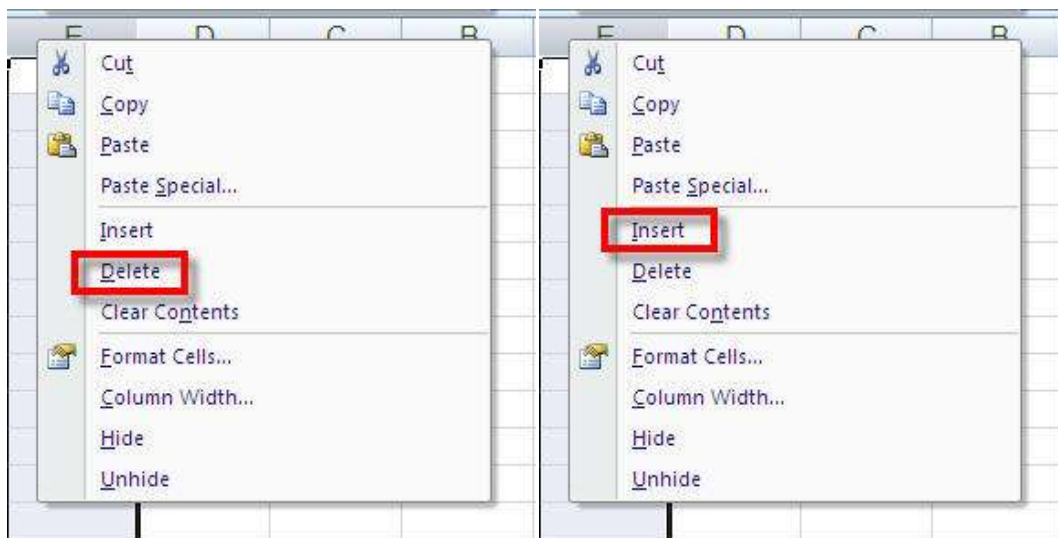 E D C B
Cut
Copy
Paste
Paste Special...
Insert
Delete
Clear Contents
Format Cells...
Column Width...
Hide
Unhide
E D C B
Cut
Copy
Paste
Paste Special...
Insert
Delete
Clear Contents
Format Cells...
Column Width...
Hide
Unhide